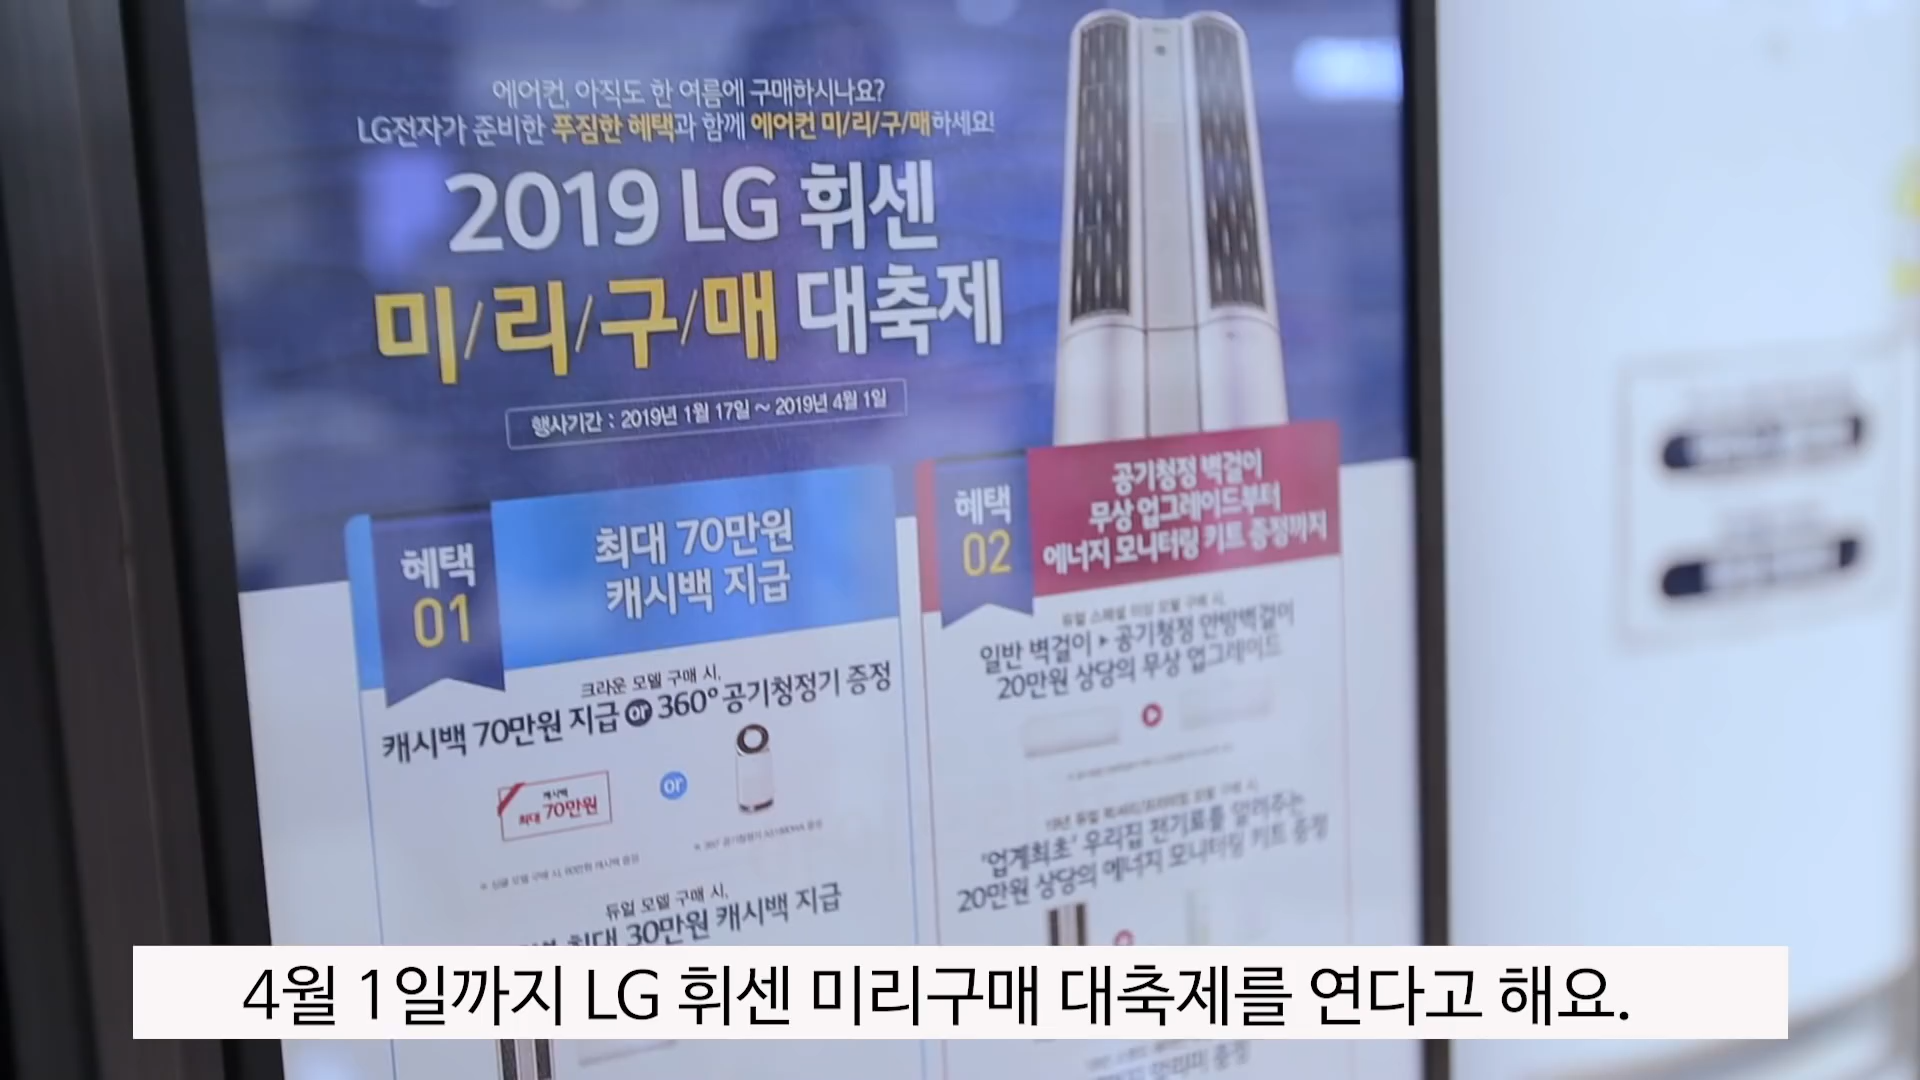 에어컨, 아직도 한 여름에 구매하시나요?
LG전자가 준비한 푸짐한 혜택과 함께 에어컨 미/리/구/매하세요!
2019 LG 휘센
미/리/구/매 대축제
행사기간 : 2019년 1월 17일 ~ 2019년 4월 1일
혜택
01
최대 70만원
캐시백 지급
크라운 모델 구매 시,
캐시백 70만원 지급 or 360° 공기청정기 증정
캐시백
최대 70만원
or
듀얼 모델 구매 시,
최대 30만원 캐시백 지급
혜택
02
공기청정 벽걸이
무상 업그레이드부터
에너지 모니터링 키트 증정까지
듀얼 스페셜 이상 모델 구매 시,
일반 벽걸이 ▶ 공기청정 안방벽걸이
20만원 상당의 무상 업그레이드
'업계최초' 우리집 전기료를 알려주는
20만원 상당의 에너지 모니터링 키트 증정
4월 1일까지 LG 휘센 미리구매 대축제를 연다고 해요.